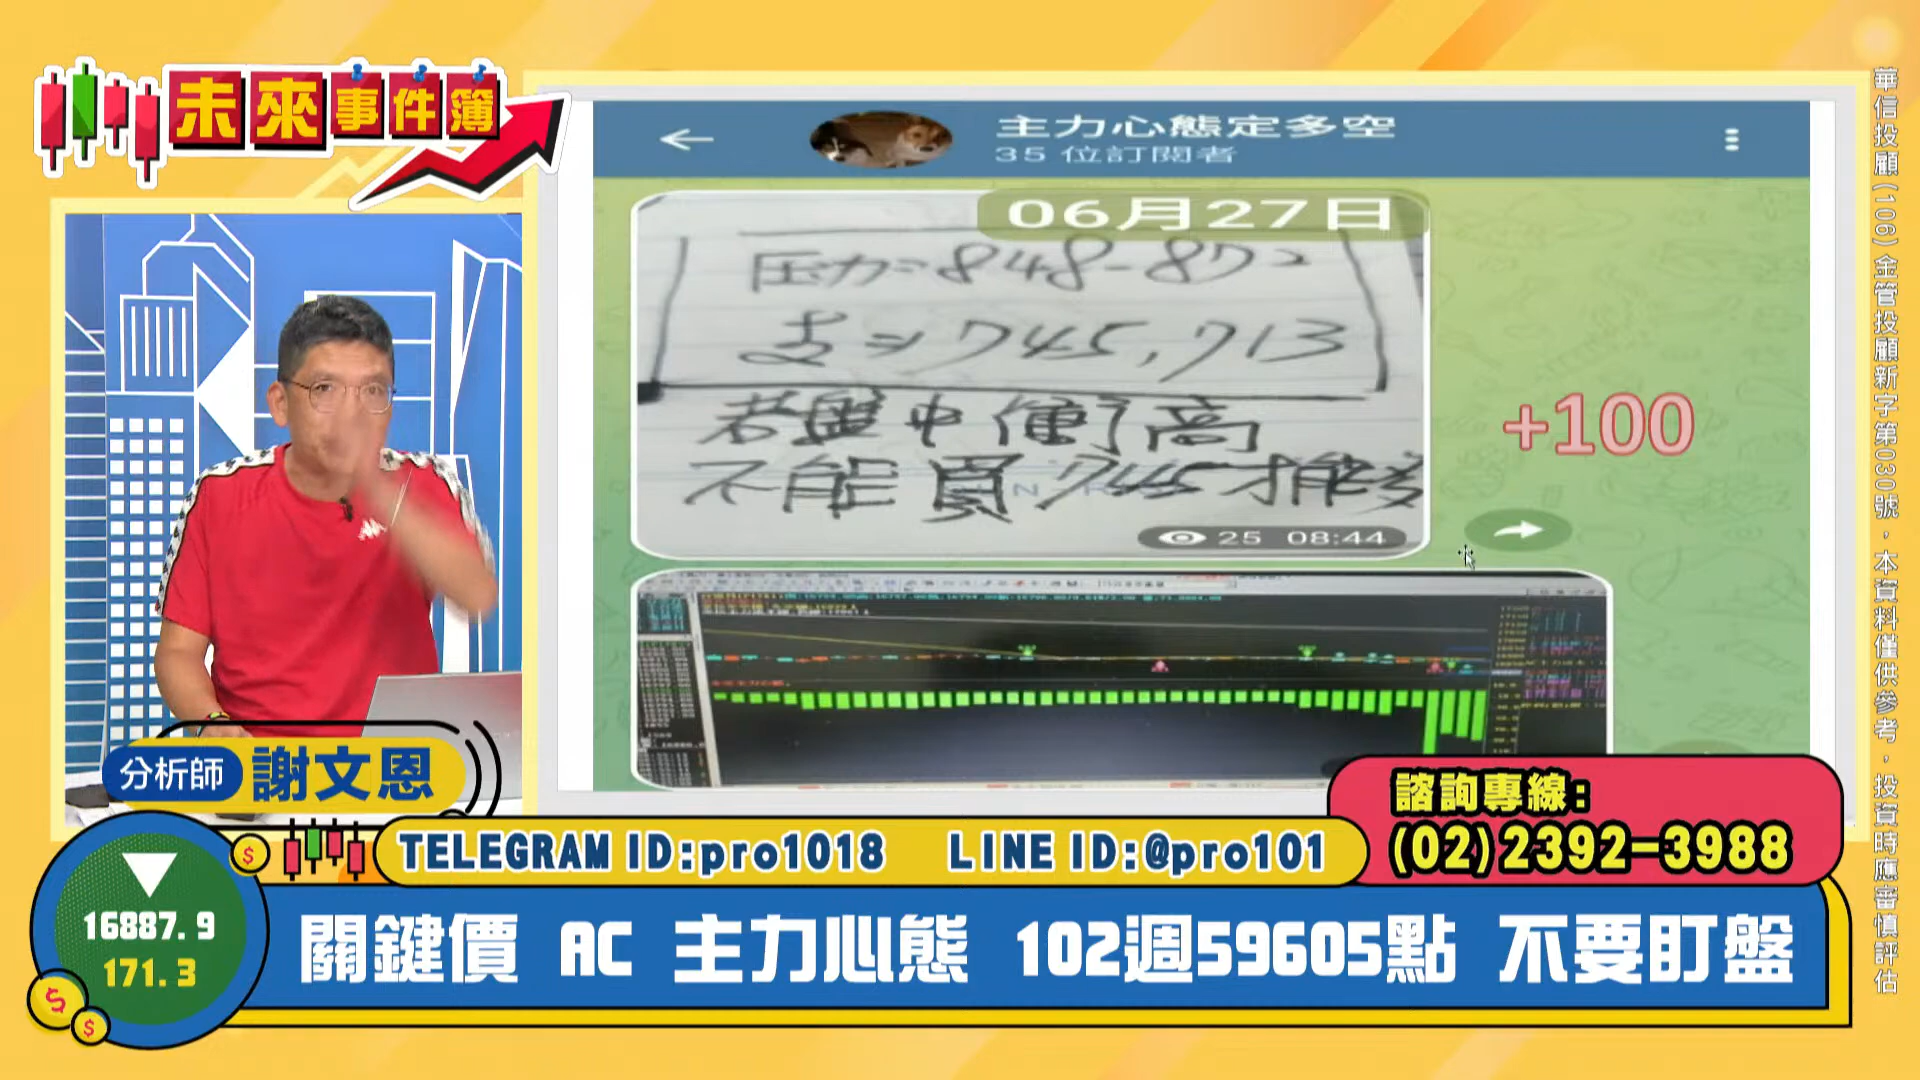 未來事件簿
主力心態定多空
35 位訂閱者
06月27日
压力=848-872
支=>745,713
若盤中衝了高
不能買 745才能多
25 08:44
+100
分析師 謝文恩
TELEGRAM ID:pro1018 LINE ID:@pro101
諮詢專線:
(02)2392-3988
16887.9
171.3
關鍵價 AC 主力心態 102週59605點 不要盯盤
華信投顧(106)金管投顧新字第030號,本資料僅供參考,投資時應審慎評估